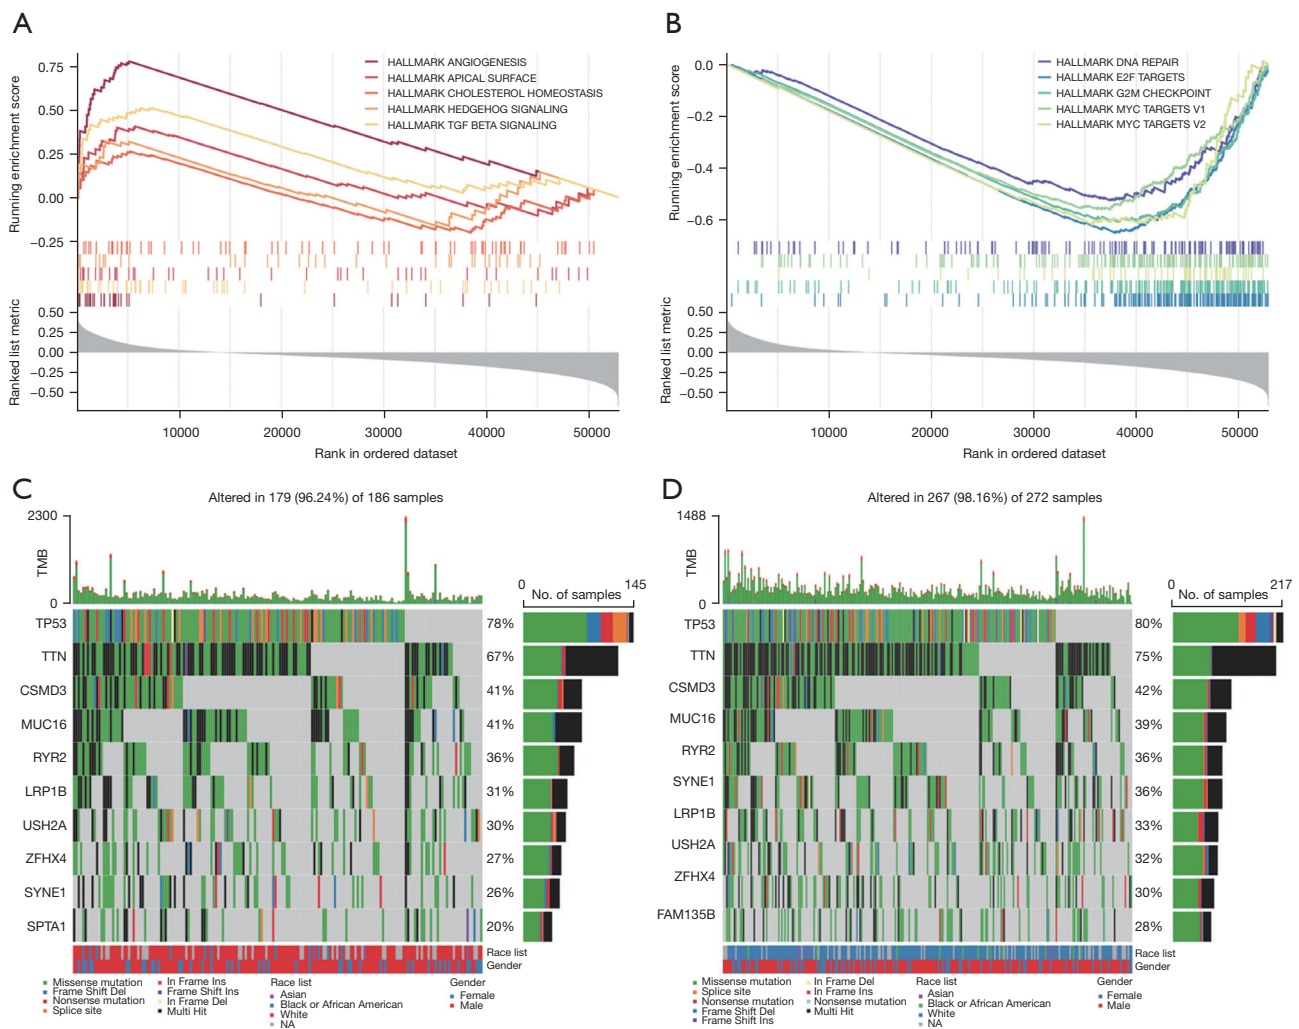 A
HALLMARK ANGIOGENESIS
HALLMARK APICAL SURFACE
HALLMARK CHOLESTEROL HOMEOSTASIS
HALLMARK HEDGEHOG SIGNALING
HALLMARK TGF BETA SIGNALING
Running enrichment score
0.75
0.50
0.25
0.00
−0.25
Ranked list metric
0.50
0.25
0.00
−0.25
−0.50
10000 20000 30000 40000 50000
Rank in ordered dataset
B
HALLMARK DNA REPAIR
HALLMARK E2F TARGETS
HALLMARK G2M CHECKPOINT
HALLMARK MYC TARGETS V1
HALLMARK MYC TARGETS V2
Running enrichment score
0.0
−0.2
−0.4
−0.6
Ranked list metric
0.50
0.25
0.00
−0.25
−0.50
10000 20000 30000 40000 50000
Rank in ordered dataset
C
Altered in 179 (96.24%) of 186 samples
2300
TMB
0
0 145
No. of samples
TP53 78%
TTN 67%
CSMD3 41%
MUC16 41%
RYR2 36%
LRP1B 31%
USH2A 30%
ZFHX4 27%
SYNE1 26%
SPTA1 20%
Race list
Gender
Missense mutation
Frame Shift Del
Nonsense mutation
Splice site
In Frame Ins
Frame Shift Ins
In Frame Del
Multi Hit
Race list
Asian
Black or African American
White
NA
Gender
Female
Male
D
Altered in 267 (98.16%) of 272 samples
1488
TMB
0
0 217
No. of samples
TP53 80%
TTN 75%
CSMD3 42%
MUC16 39%
RYR2 36%
SYNE1 36%
LRP1B 33%
USH2A 32%
ZFHX4 30%
FAM135B 28%
Race list
Gender
Missense mutation
Splice site
Nonsense mutation
Frame Shift Del
Frame Shift Ins
In Frame Del
In Frame Ins
Nonsense mutation
Multi Hit
Race list
Asian
Black or African American
White
NA
Gender
Female
Male